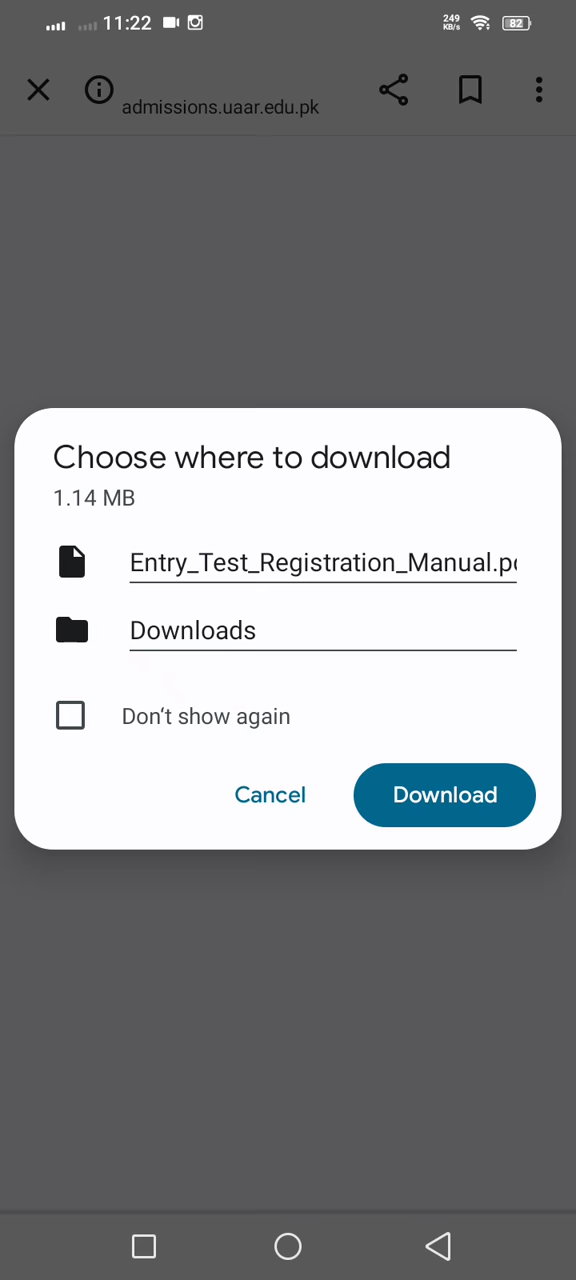 11:22 249 KB/s 82
admissions.uaar.edu.pk
Choose where to download
1.14 MB
Entry_Test_Registration_Manual.p
Downloads
Don't show again
Cancel Download